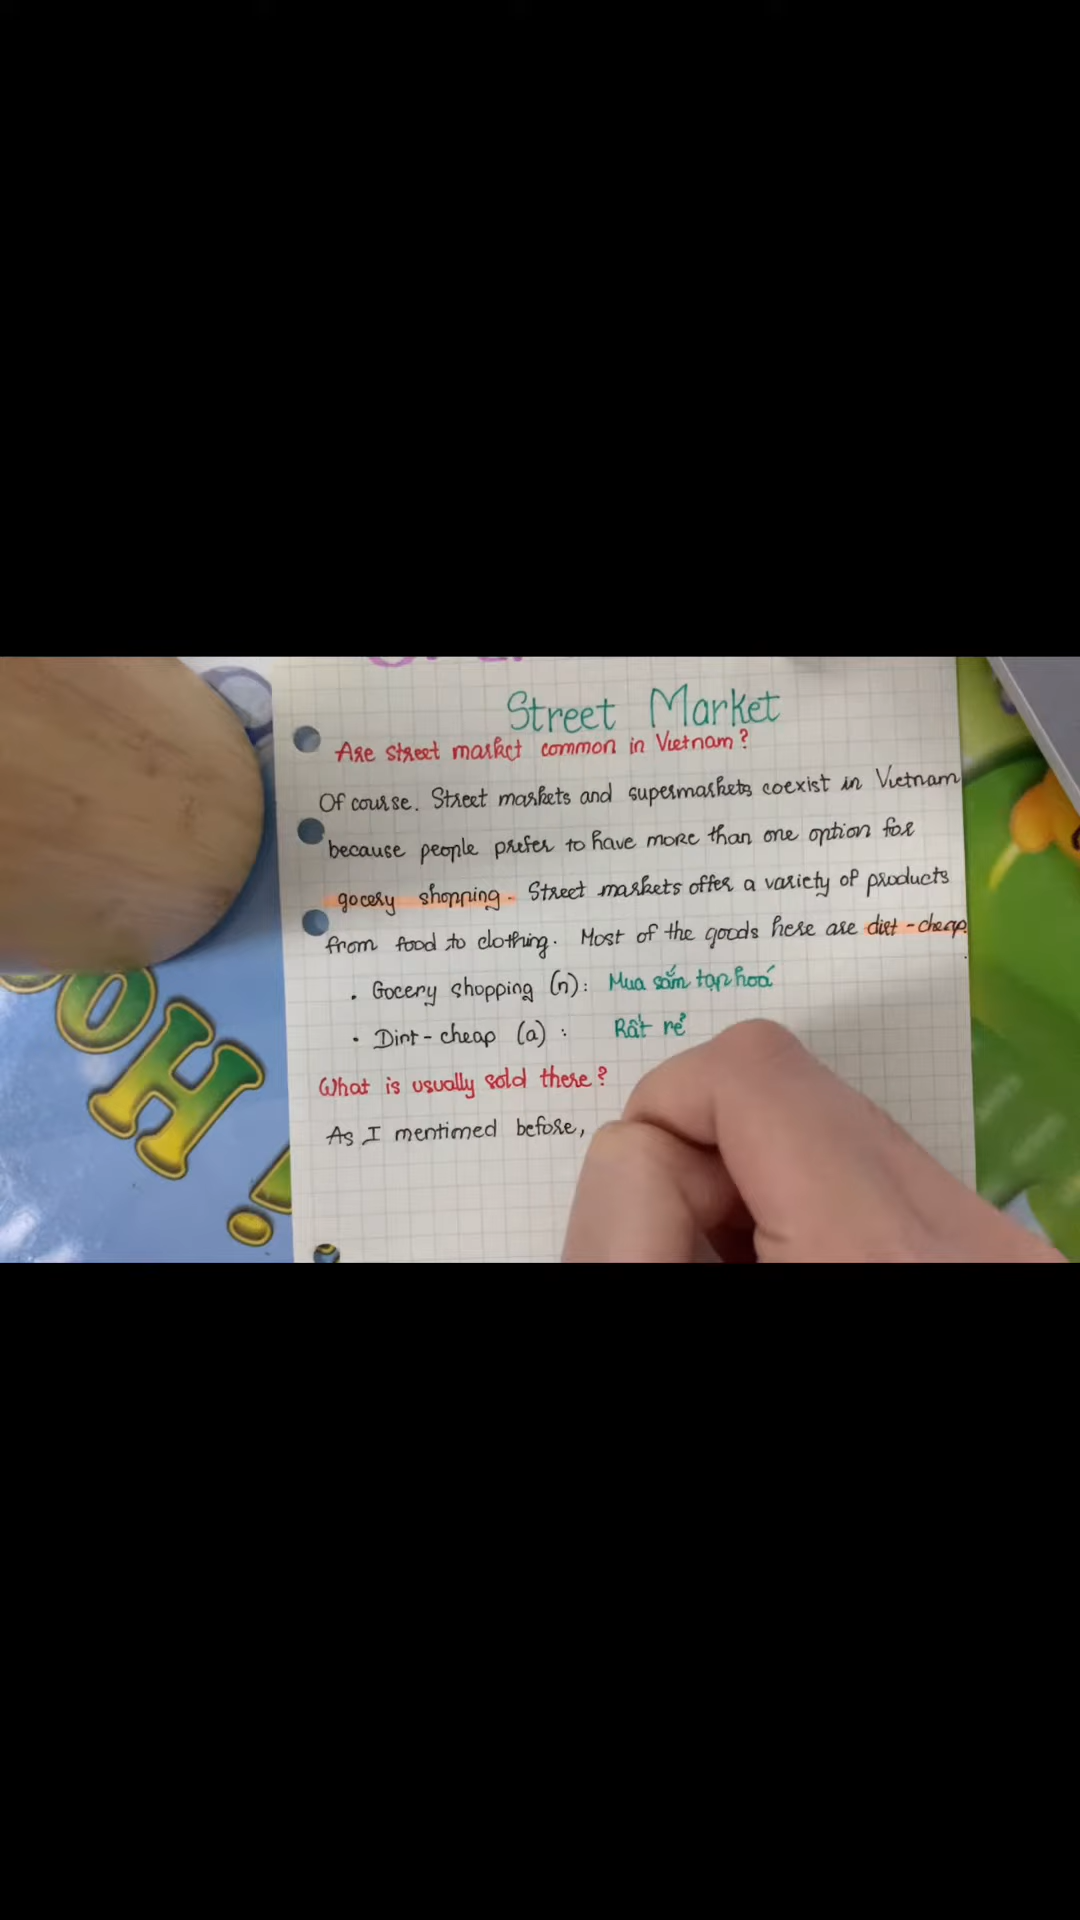 Street Market
Are street market common in Vietnam?
Of course. Street markets and supermarkets coexist in Vietnam
because people prefer to have more than one option for
gocery shopping. Street markets offer a variety of products
from food to clothing. Most of the goods here are dirt-cheap.
. Gocery shopping (n): Mua sắm tạp hoá
. Dirt-cheap (a): Rất rẻ
What is usually sold there?
As I mentimed before,
Ho
!